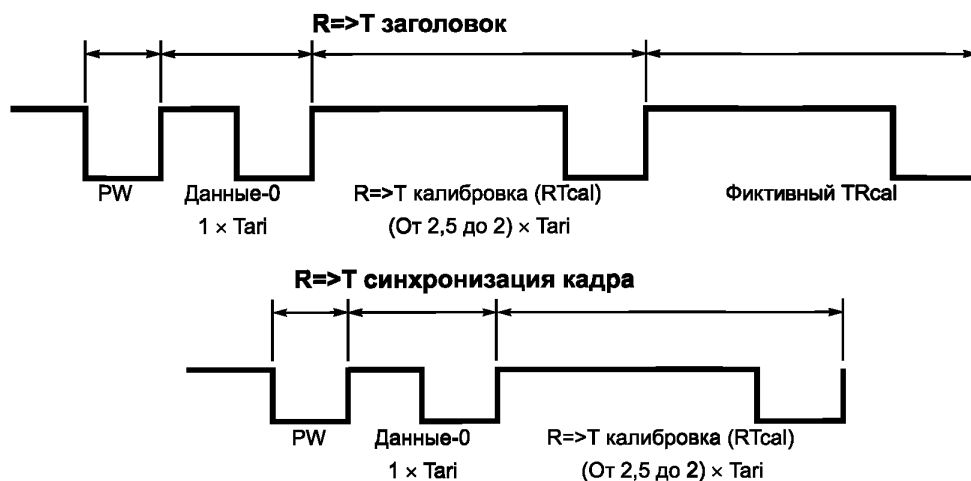 R=>T заголовок
PW Данные-0 R=>T калибровка (RTcal) Фиктивный TRcal
1 × Tari (От 2,5 до 2) × Tari
R=>T синхронизация кадра
PW Данные-0 R=>T калибровка (RTcal)
1 × Tari (От 2,5 до 2) × Tari